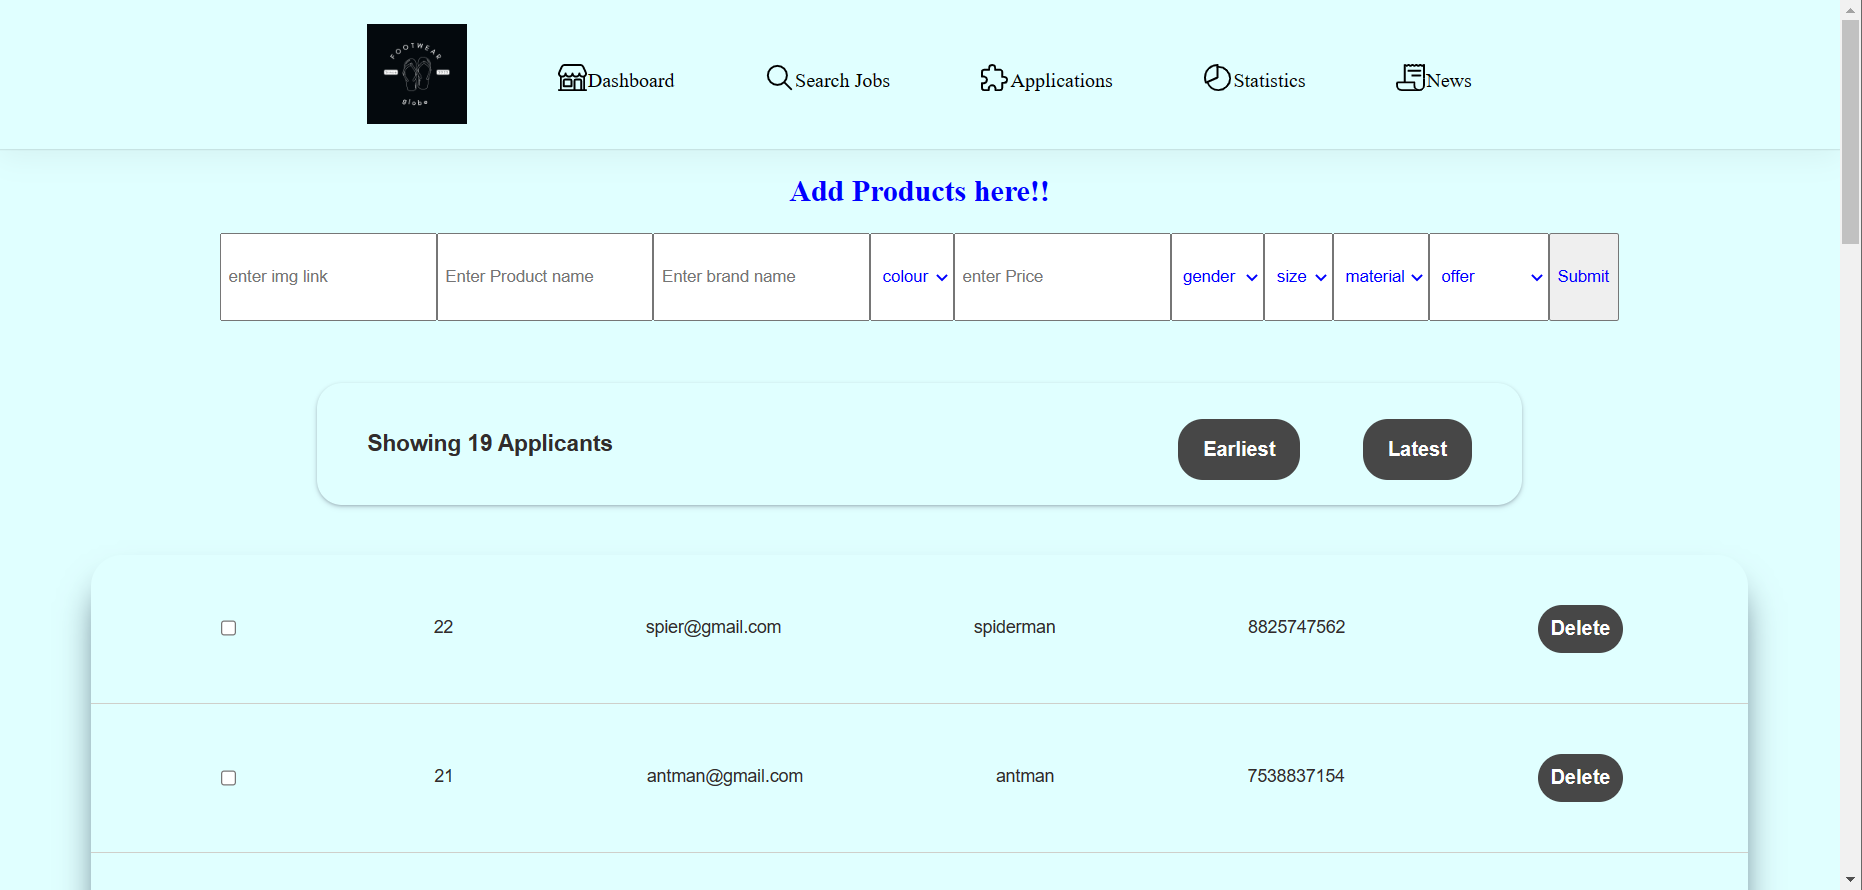 FOOTWEAR
globe
Dashboard
Search Jobs
Applications
Statistics
News
Add Products here!!
enter img link
Enter Product name
Enter brand name
colour
enter Price
gender
size
material
offer
Submit
Showing 19 Applicants
Earliest
Latest
22 spier@gmail.com spiderman 8825747562 Delete
21 antman@gmail.com antman 7538837154 Delete